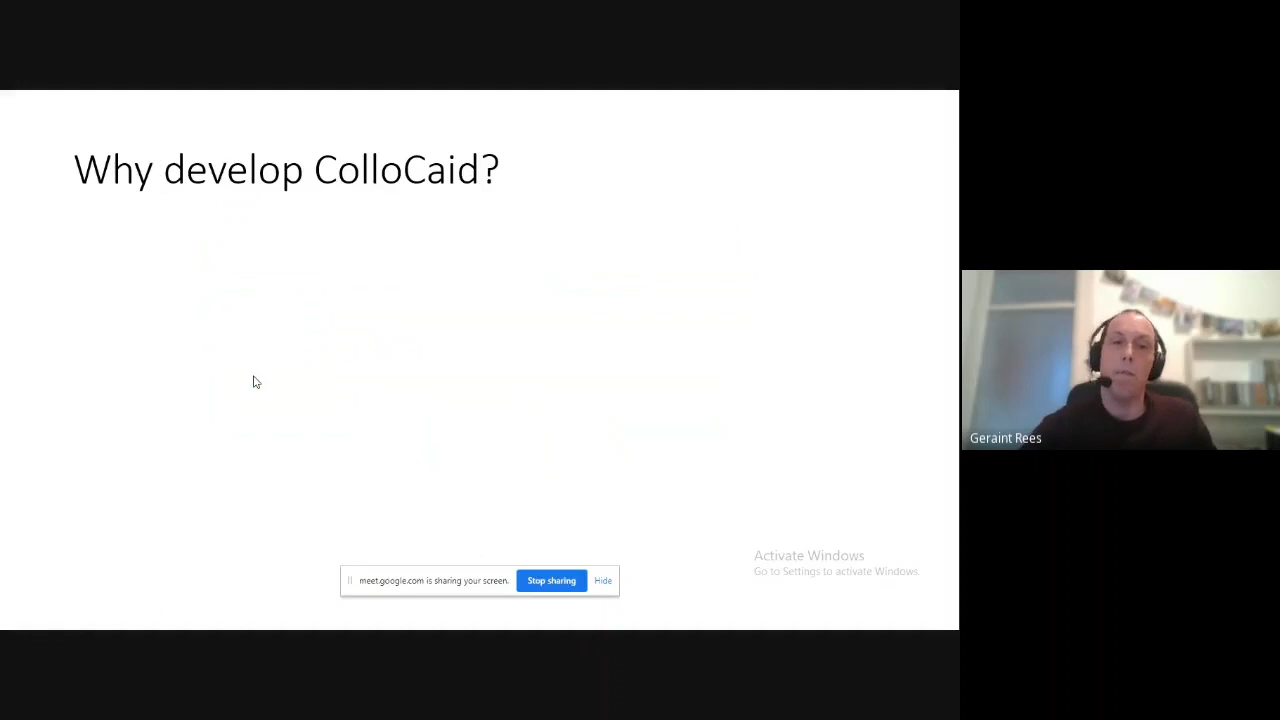 Why develop ColloCaid?
Geraint Rees
Activate Windows
Go to Settings to activate Windows.
meet.google.com is sharing your screen.
Stop sharing
Hide